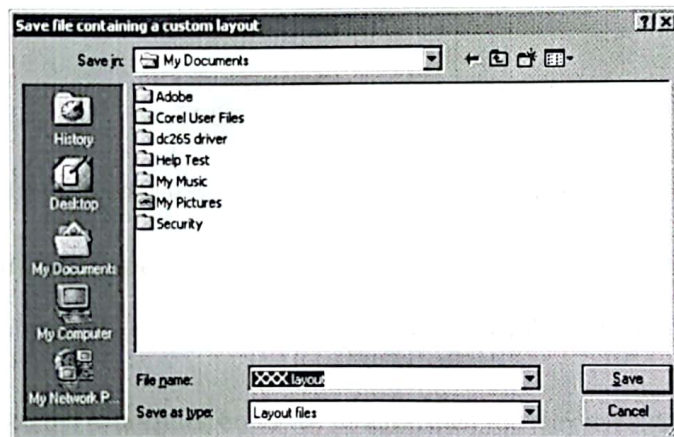 Save file containing a custom layout
Save in: My Documents
History
Desktop
My Documents
My Computer
My Network P...
Adobe
Corel User Files
dc265 driver
Help Test
My Music
My Pictures
Security
File name: XXX layout Save
Save as type: Layout files Cancel